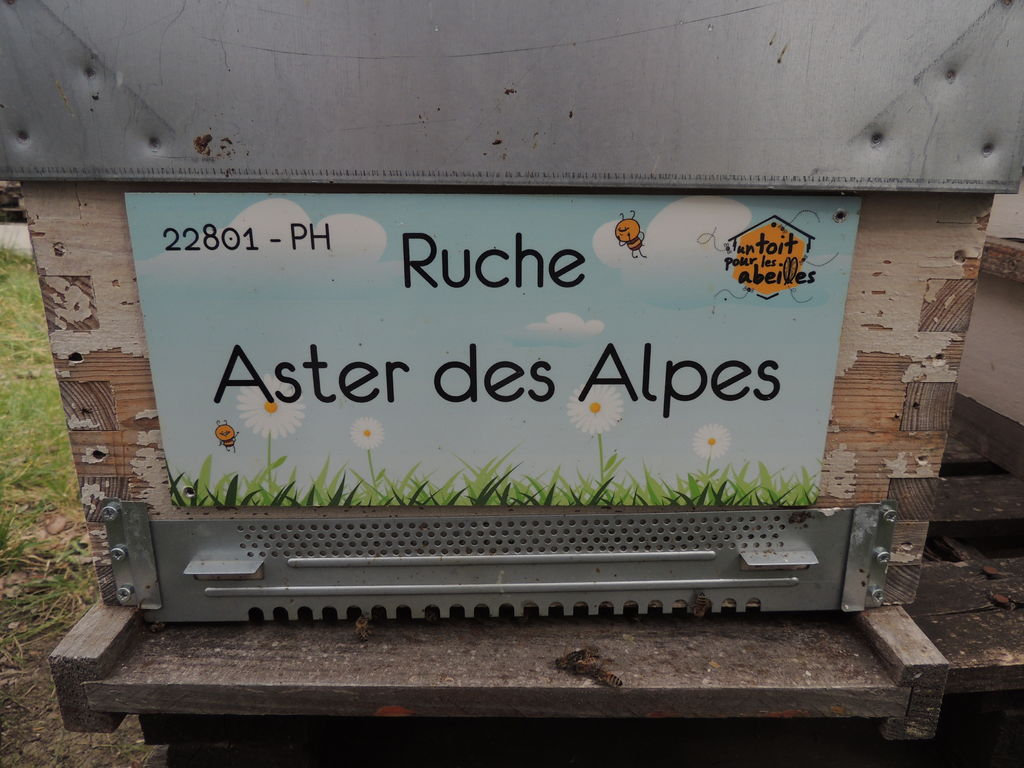 22801 - PH
Ruche
un toit
pour les
abeilles
Aster des Alpes